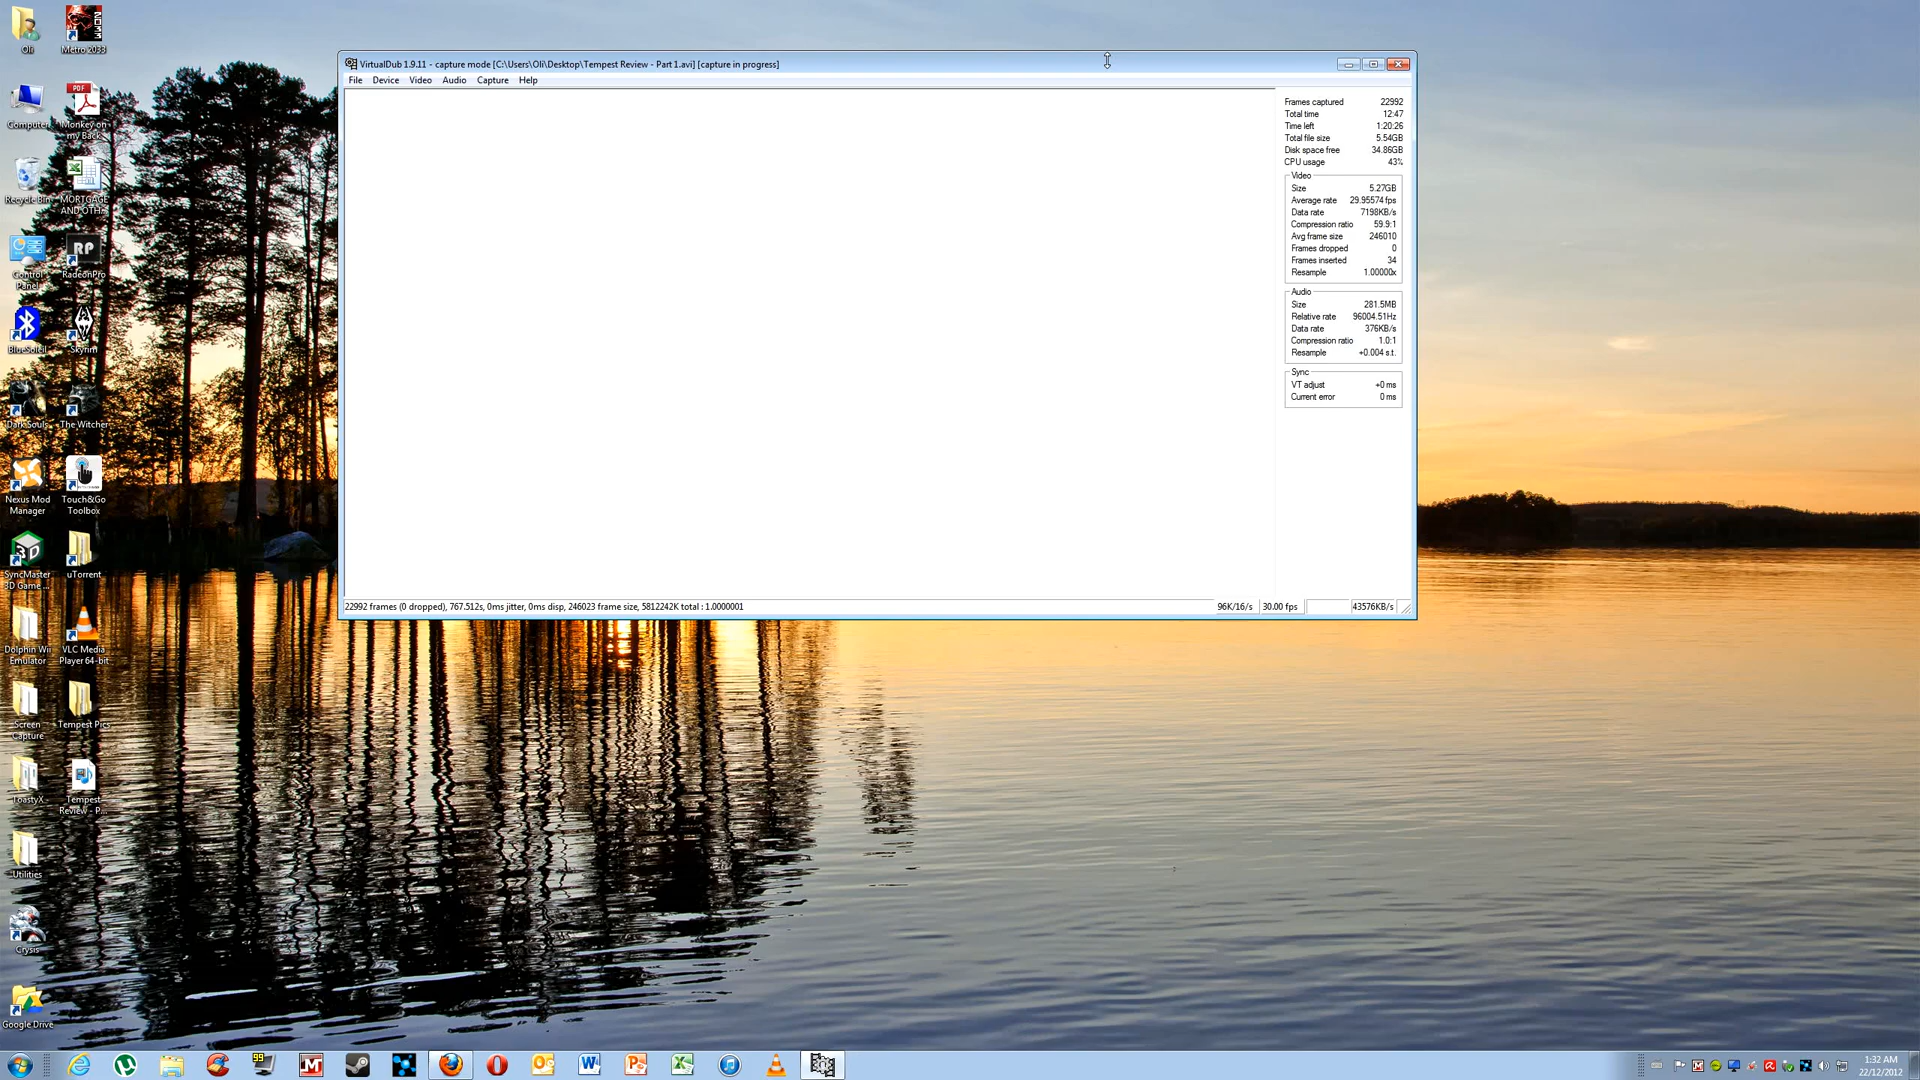 Oli
Metro 2033
Computer
PDF
Monkey on
my Back
Recycle Bin
MORTGAGE
AND OTH...
Control
Panel
RP
RadeonPro
BlueSoleil
Skyrim
Dark Souls
The Witcher
Nexus Mod
Manager
Touch&Go
Toolbox
3D
SyncMaster
3D Game ...
uTorrent
Dolphin Wii
Emulator
VLC Media
Player 64-bit
Screen
Capture
Tempest Pics
ToastyX
Tempest
Review - P...
Utilities
Crysis
Google Drive
VirtualDub 1.9.11 - capture mode [C:\Users\Oli\Desktop\Tempest Review - Part 1.avi] [capture in progress]
File Device Video Audio Capture Help
Frames captured 22992
Total time 12:47
Time left 1:20:26
Total file size 5.54GB
Disk space free 34.86GB
CPU usage 43%
Video
Size 5.27GB
Average rate 29.95574 fps
Data rate 7198KB/s
Compression ratio 59.9:1
Avg frame size 246010
Frames dropped 0
Frames inserted 34
Resample 1.00000x
Audio
Size 281.5MB
Relative rate 96004.51Hz
Data rate 376KB/s
Compression ratio 1.0:1
Resample +0.004 s.t.
Sync
VT adjust +0 ms
Current error 0 ms
22992 frames (0 dropped), 767.512s, 0ms jitter, 0ms disp, 246023 frame size, 5812242K total : 1.0000001
96K/16/s 30.00 fps 43576KB/s
99
1:32 AM
22/12/2012